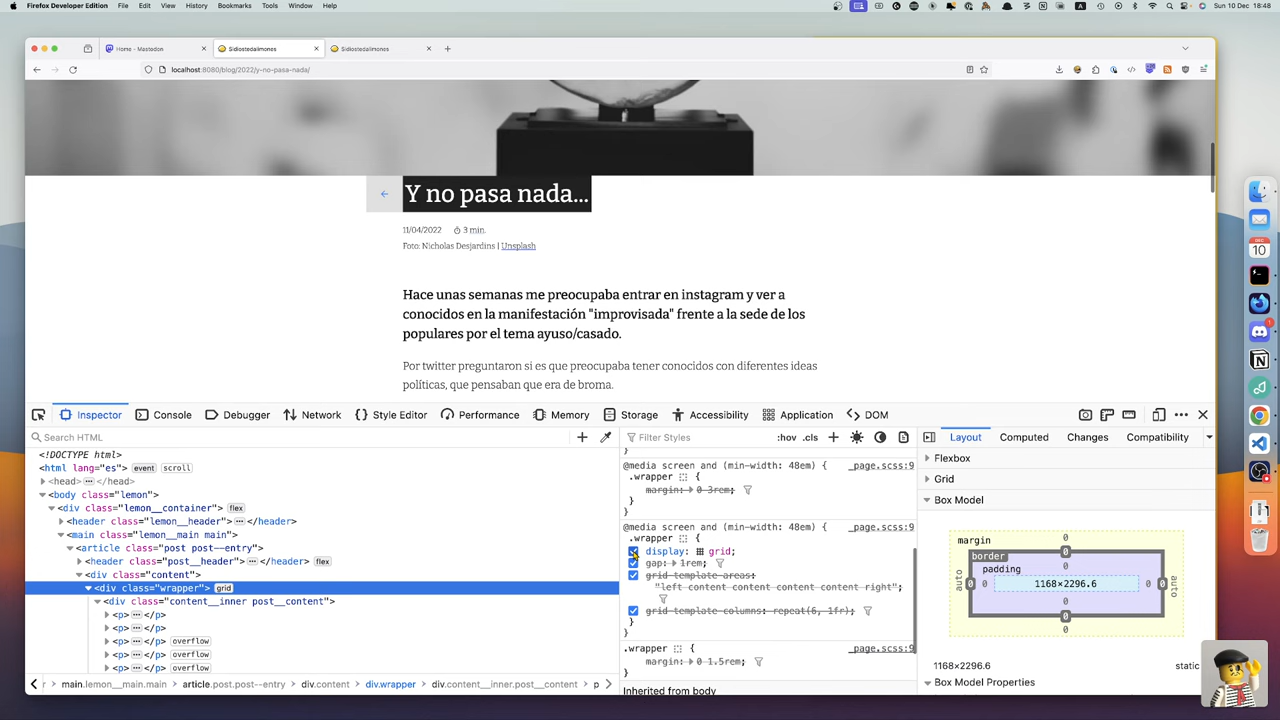 Firefox Developer Edition File Edit View History Bookmarks Tools Window Help Sun 10 Dec 18:48
Home - Mastodon Sidiostedalimones Sidiostedalimones
localhost:8080/blog/2022/y-no-pasa-nada/
Y no pasa nada...
11/04/2022 3 min.
Foto: Nicholas Desjardins | Unsplash
Hace unas semanas me preocupaba entrar en instagram y ver a
conocidos en la manifestación "improvisada" frente a la sede de los
populares por el tema ayuso/casado.
Por twitter preguntaron si es que preocupaba tener conocidos con diferentes ideas
políticas, que pensaban que era de broma.
Inspector Console Debugger Network Style Editor Performance Memory Storage Accessibility Application DOM
Search HTML
<!DOCTYPE html>
<html lang="es"> event scroll
<head> </head>
<body class="lemon">
<div class="lemon__container"> flex
<header class="lemon__header"> </header>
<main class="lemon__main main">
<article class="post post--entry">
<header class="post__header"> </header> flex
<div class="content">
<div class="wrapper"> grid
<div class="content__inner post__content">
<p> </p>
<p> </p>
<p> </p> overflow
<p> </p> overflow
<p> </p> overflow
main.lemon__main.main article.post.post--entry div.content div.wrapper div.content__inner.post__content p
Filter Styles :hov .cls
}
@media screen and (min-width: 48em) { _page.scss:9
.wrapper {
margin: 0 3rem;
}
@media screen and (min-width: 48em) { _page.scss:9
.wrapper {
display: grid;
gap: 1rem;
grid-template-areas:
"left content content content content right";
grid-template-columns: repeat(6, 1fr);
}
.wrapper { _page.scss:9
margin: 0 1.5rem;
}
Inherited from body
Layout Computed Changes Compatibility
Flexbox
Grid
Box Model
margin 0
border 0
padding 0
auto 0 0 1168×2296.6 0 0 auto
0
0
0
1168×2296.6 static
Box Model Properties